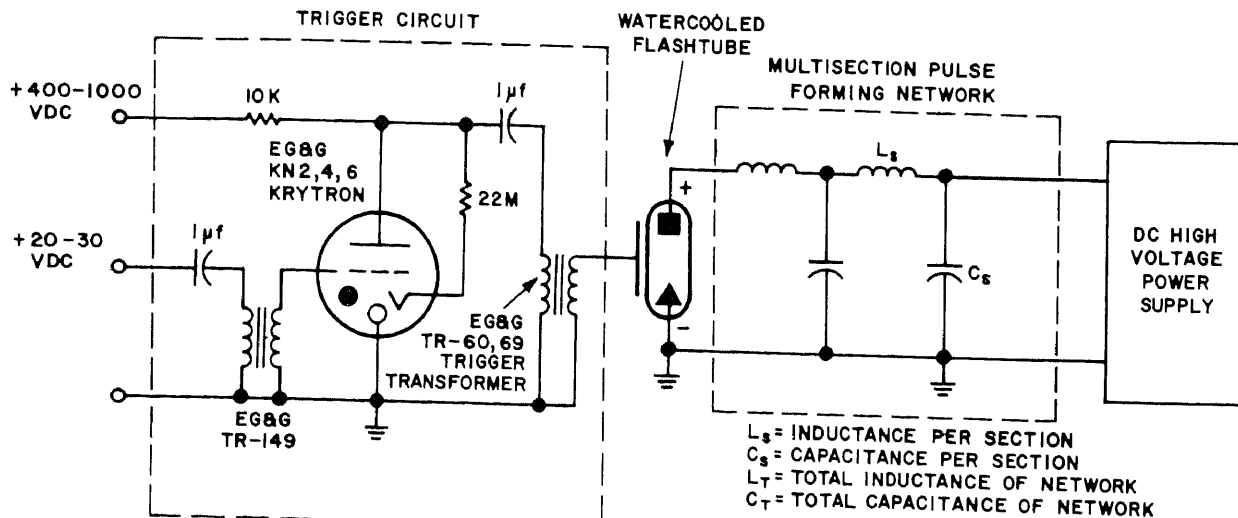 TRIGGER CIRCUIT
WATERCOOLED
FLASHTUBE
MULTISECTION PULSE
FORMING NETWORK
+400-1000
VDC
10K
1μf
EG&G
KN2,4,6
KRYTRON
22M
Ls
+
+20-30
VDC
1μf
DC HIGH
VOLTAGE
POWER
SUPPLY
Cs
EG&G
TR-60,69
TRIGGER
TRANSFORMER
-
EG&G
TR-149
Ls= INDUCTANCE PER SECTION
Cs= CAPACITANCE PER SECTION
LT= TOTAL INDUCTANCE OF NETWORK
CT= TOTAL CAPACITANCE OF NETWORK